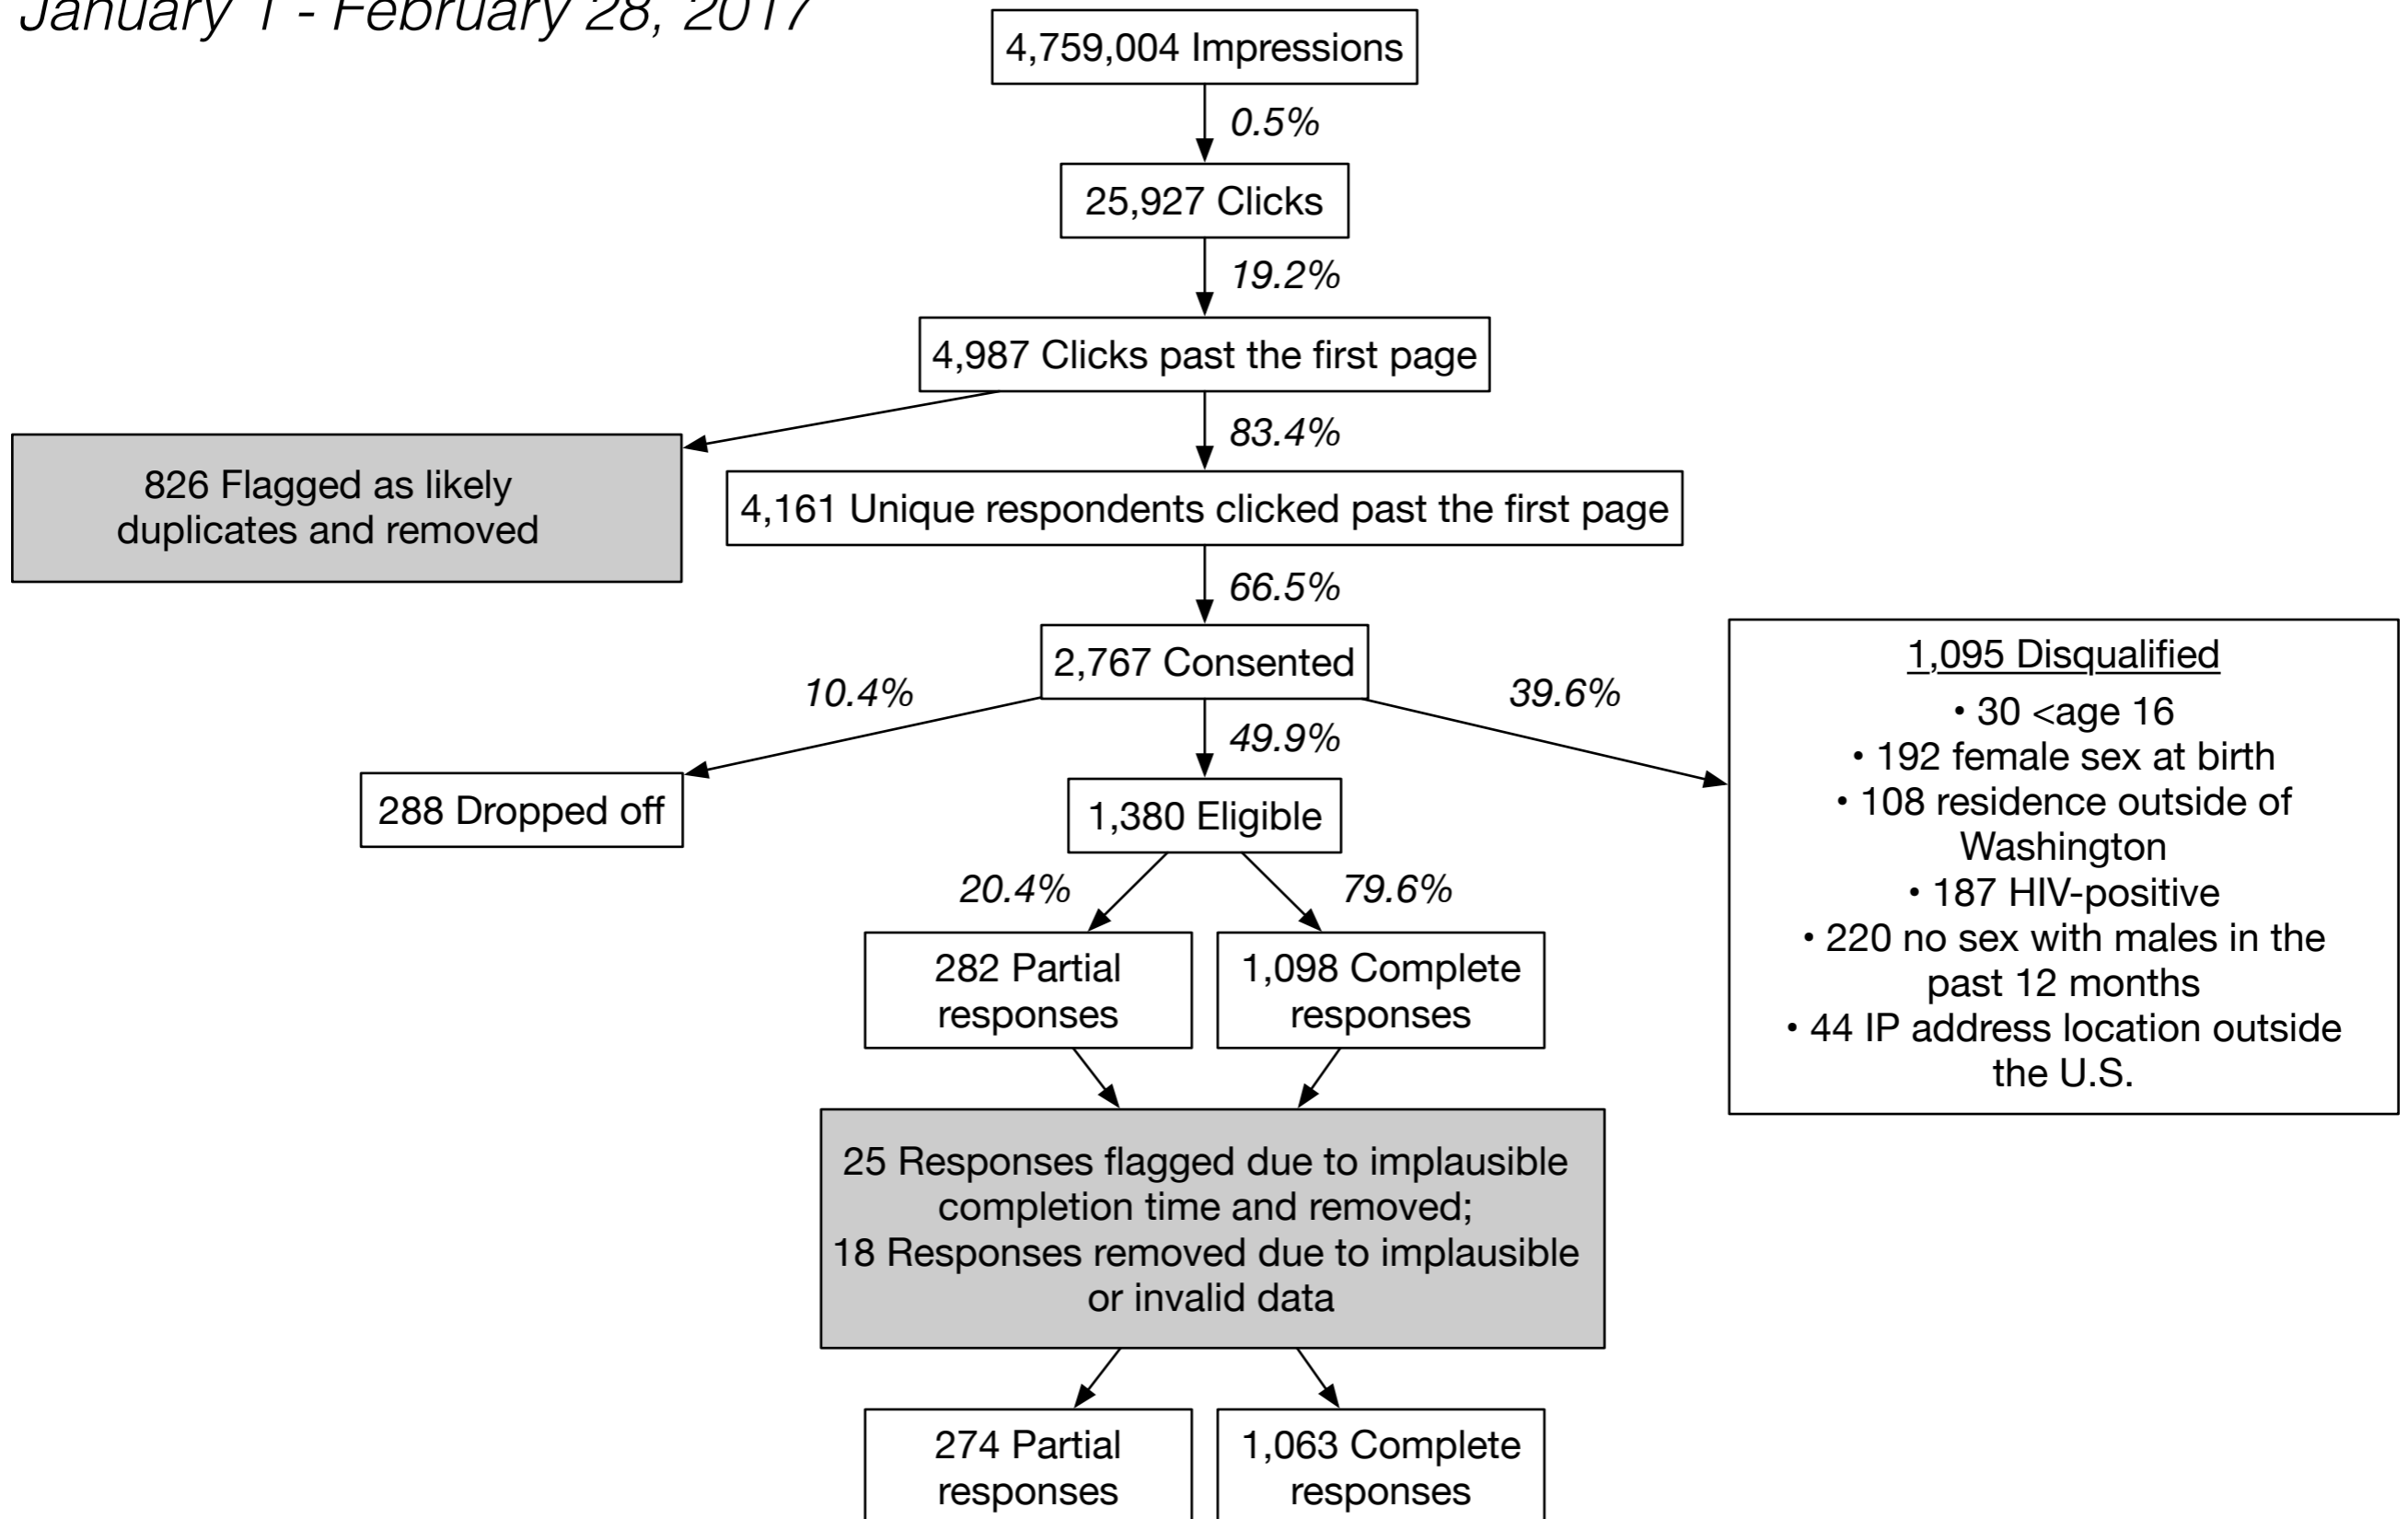 January 1 - February 28, 2017
4,759,004 Impressions
0.5%
25,927 Clicks
19.2%
4,987 Clicks past the first page
83.4%
826 Flagged as likely
duplicates and removed
4,161 Unique respondents clicked past the first page
66.5%
2,767 Consented
10.4%
49.9%
39.6%
288 Dropped off
1,380 Eligible
1,095 Disqualified
• 30 <age 16
• 192 female sex at birth
• 108 residence outside of
Washington
• 187 HIV-positive
• 220 no sex with males in the
past 12 months
• 44 IP address location outside
the U.S.
20.4%
79.6%
282 Partial
responses
1,098 Complete
responses
25 Responses flagged due to implausible
completion time and removed;
18 Responses removed due to implausible
or invalid data
274 Partial
responses
1,063 Complete
responses